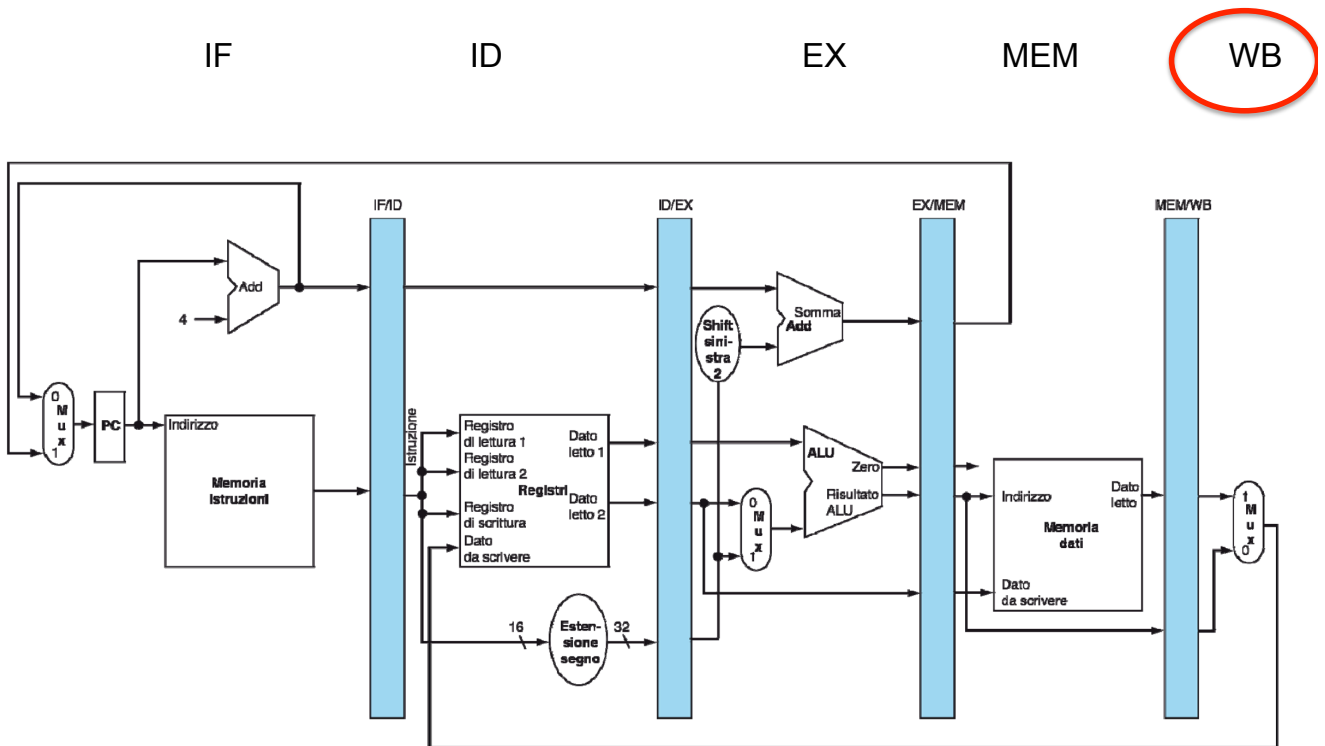 IF
ID
EX
MEM
WB
IF/ID
ID/EX
EX/MEM
MEM/WB
Add
4
Shift
sini-
stra
2
Somma
Add
0
M
u
x
1
PC
Indirizzo
Memoria
Istruzioni
Istruzione
Registro
di lettura 1
Registro
di lettura 2
Registri
Registro
di scrittura
Dato
da scrivere
Dato
letto 1
Dato
letto 2
16
Esten-
sione
segno
32
0
M
u
x
1
ALU
Zero
Risultato
ALU
Indirizzo
Dato
letto
Memoria
dati
Dato
da scrivere
1
M
u
x
0